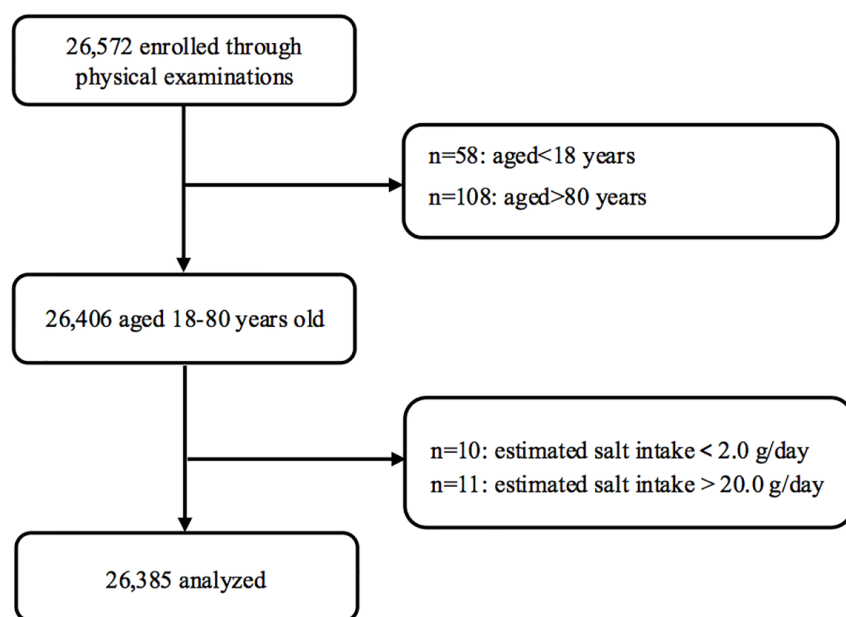 26,572 enrolled through
physical examinations
n=58: aged<18 years
n=108: aged>80 years
26,406 aged 18-80 years old
n=10: estimated salt intake < 2.0 g/day
n=11: estimated salt intake > 20.0 g/day
26,385 analyzed